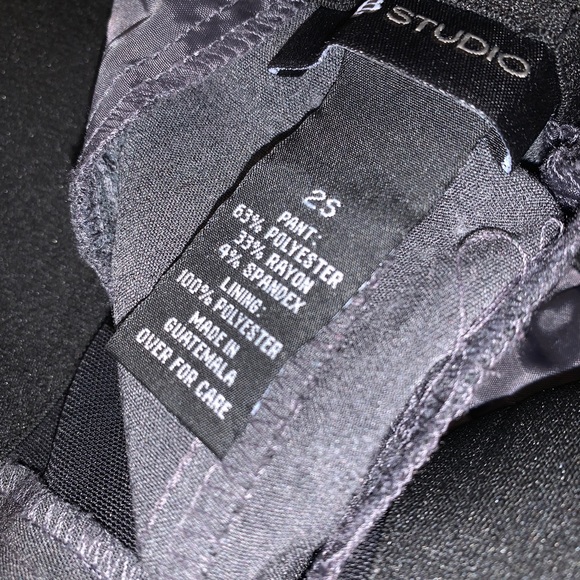 STUDIO
2S
PANT:
63% POLYESTER
33% RAYON
4% SPANDEX
LINING:
100% POLYESTER
MADE IN
GUATEMALA
OVER FOR CARE